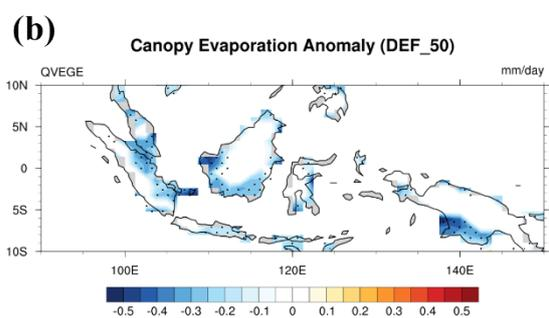 (b)
Canopy Evaporation Anomaly (DEF_50)
QVEGE mm/day
10N
5N
0
5S
10S
100E 120E 140E
-0.5 -0.4 -0.3 -0.2 -0.1 0 0.1 0.2 0.3 0.4 0.5